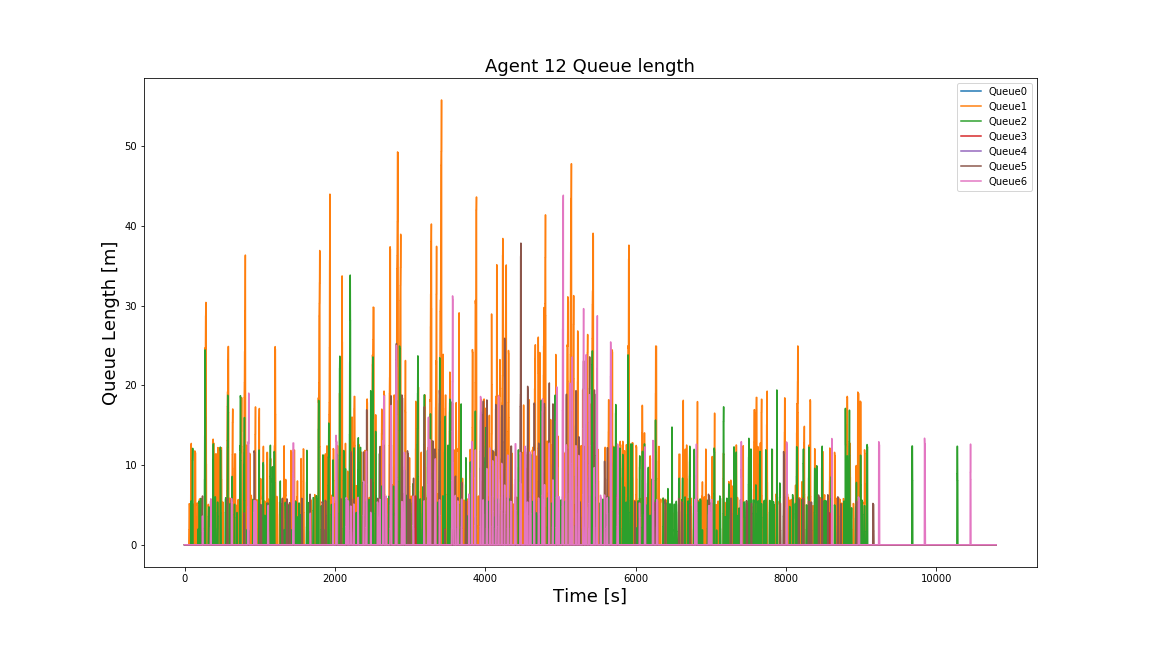 Agent 12 Queue length
Queue Length [m]
50
40
30
20
10
0
Queue0
Queue1
Queue2
Queue3
Queue4
Queue5
Queue6
0 2000 4000 6000 8000 10000
Time [s]